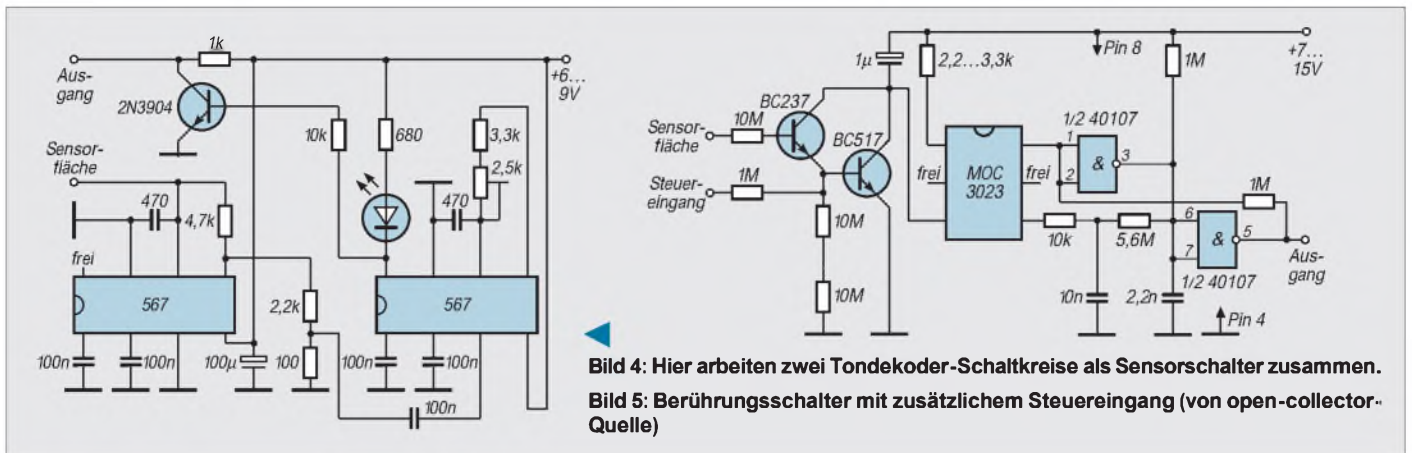 1k
+6...
9V
Aus-
gang
2N3904
10k
680
3,3k
2,5k
Sensor-
fläche
470
4,7k
470
frei
567
2,2k
567
100n
100n
100µ
100
100n
100n
100n
1µ
2,2...3,3k
Pin 8
1M
+7...
15V
BC237
Sensor-
fläche
10M
BC517
1/2 40107
1
&
3
2
frei
MOC
3023
frei
Steuer-
eingang
1M
1M
10M
10k
5,6M
6
&
5
7
Aus-
gang
1/2 40107
10M
10n
2,2n
Pin 4
Bild 4: Hier arbeiten zwei Tondekoder-Schaltkreise als Sensorschalter zusammen.
Bild 5: Berührungsschalter mit zusätzlichem Steuereingang (von open-collector-
Quelle)